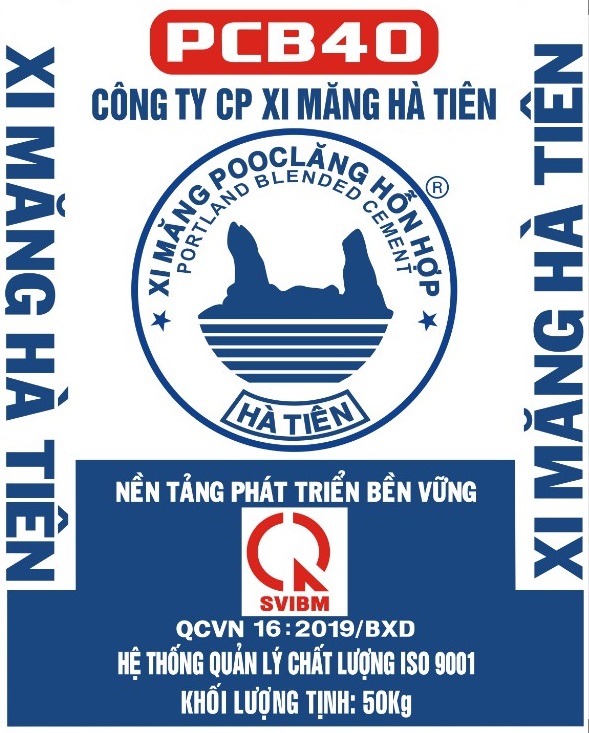 PCB40
CÔNG TY CP XI MĂNG HÀ TIÊN
XI MĂNG HÀ TIÊN
XI MĂNG POOCLĂNG HỖN HỢP
®
PORTLAND BLENDED CEMENT
HÀ TIÊN
XI MĂNG HÀ TIÊN
NỀN TẢNG PHÁT TRIỂN BỀN VỮNG
SVIBM
QCVN 16:2019/BXD
HỆ THỐNG QUẢN LÝ CHẤT LƯỢNG ISO 9001
KHỐI LƯỢNG TỊNH: 50Kg